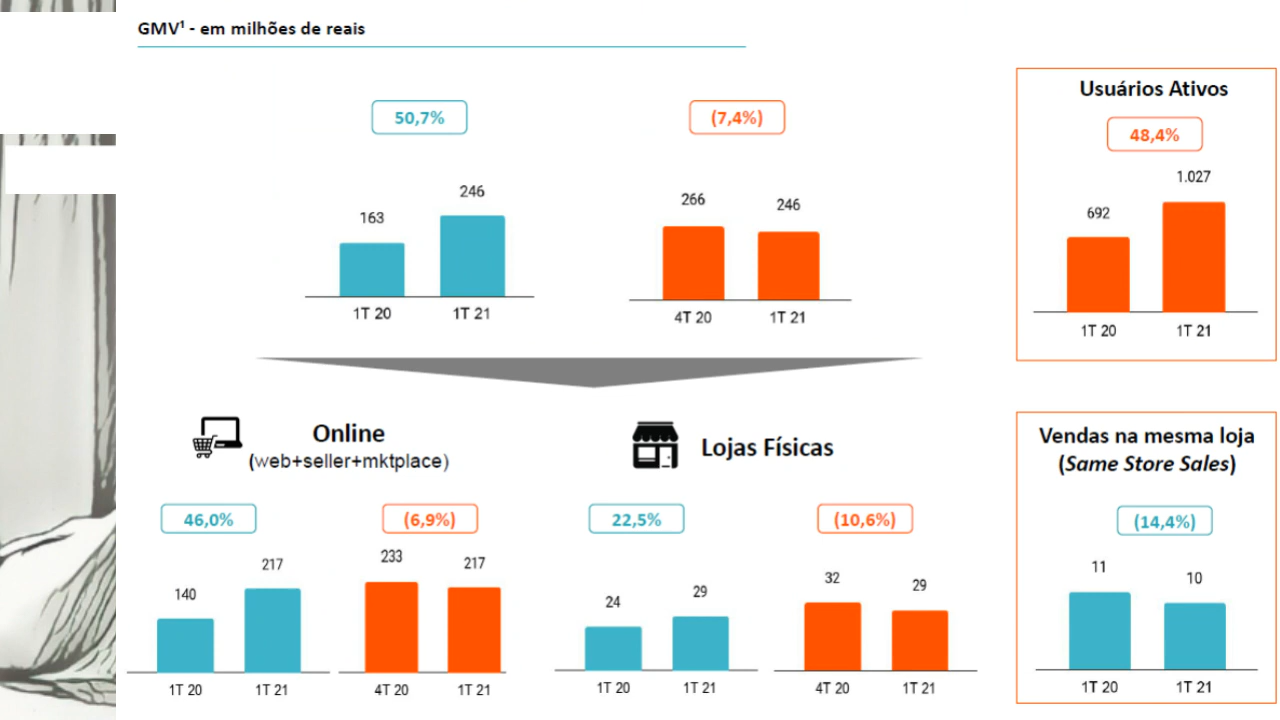 GMV¹ - em milhões de reais
50,7%
163
246
1T 20
1T 21
(7,4%)
266
246
4T 20
1T 21
Usuários Ativos
48,4%
692
1.027
1T 20
1T 21
Online
(web+seller+mktplace)
46,0%
140
217
1T 20
1T 21
(6,9%)
233
217
4T 20
1T 21
Lojas Físicas
22,5%
24
29
1T 20
1T 21
(10,6%)
32
29
4T 20
1T 21
Vendas na mesma loja
(Same Store Sales)
(14,4%)
11
10
1T 20
1T 21